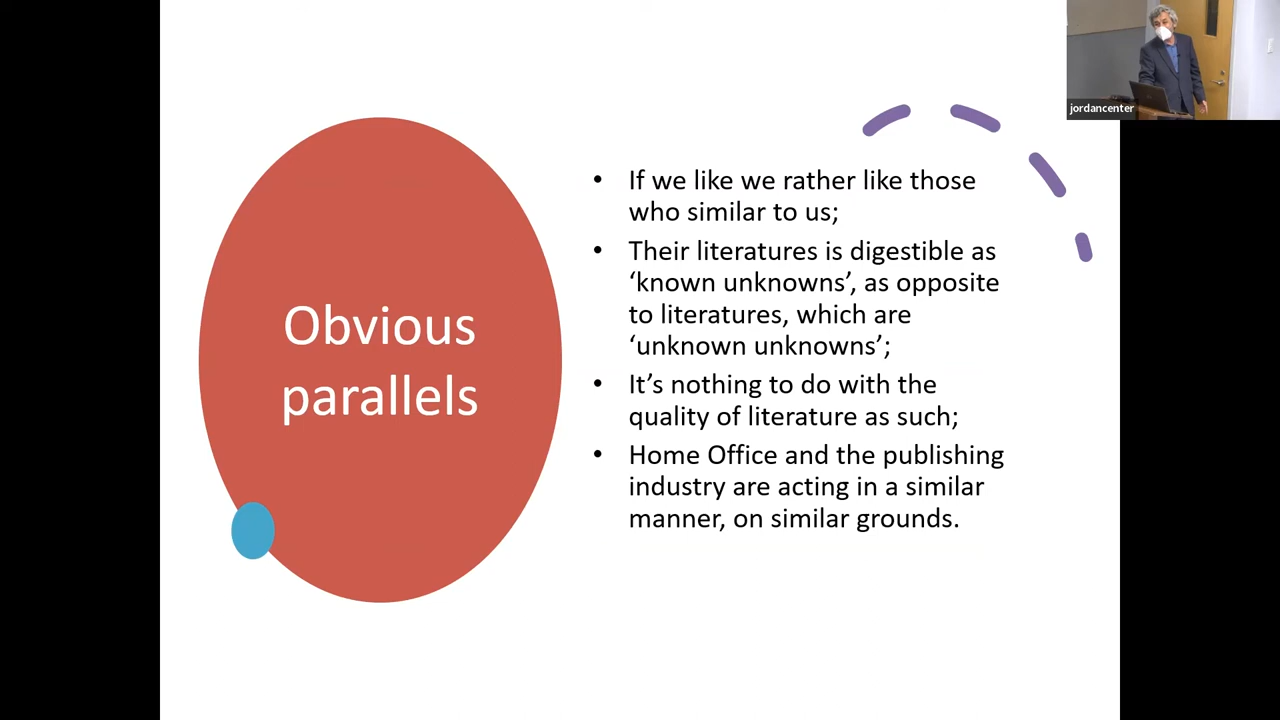 jordancenter
Obvious
parallels
• If we like we rather like those
who similar to us;
• Their literatures is digestible as
‘known unknowns’, as opposite
to literatures, which are
‘unknown unknowns’;
• It’s nothing to do with the
quality of literature as such;
• Home Office and the publishing
industry are acting in a similar
manner, on similar grounds.